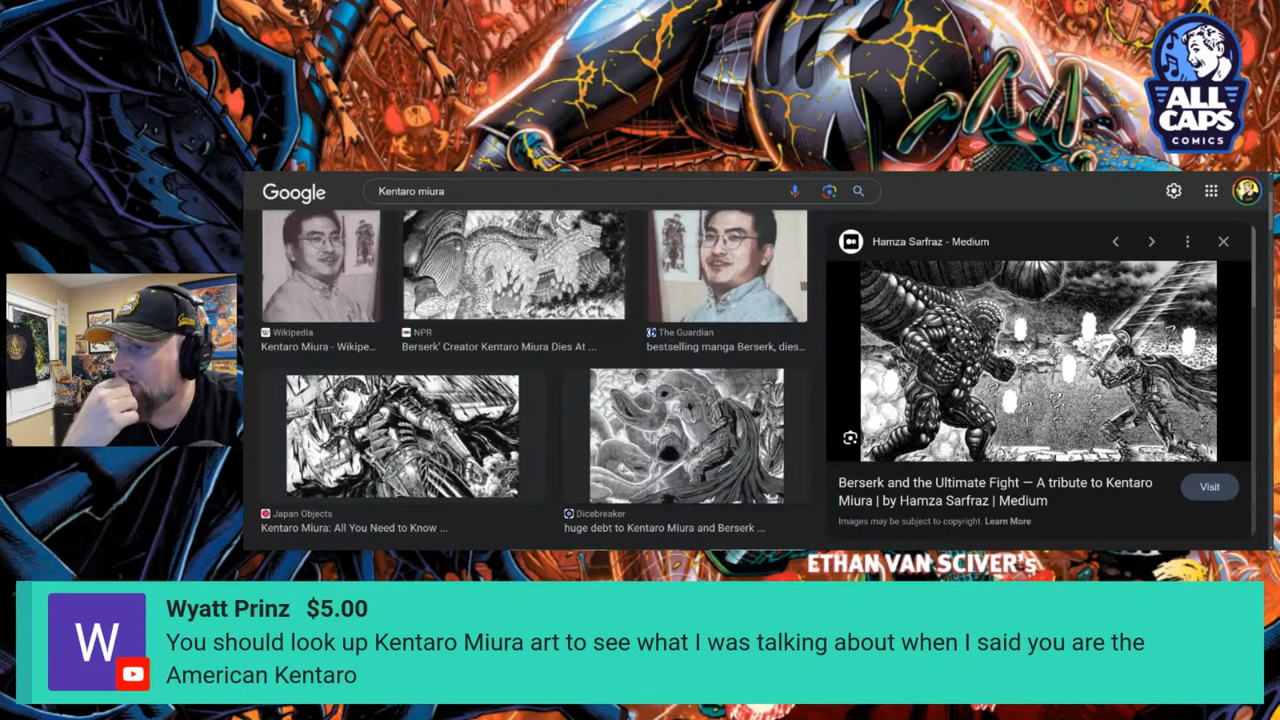 ALL
CAPS
COMICS
Google
Kentaro miura
Hamza Sarfraz - Medium
Wikipedia
Kentaro Miura - Wikipe...
NPR
Berserk' Creator Kentaro Miura Dies At ...
The Guardian
bestselling manga Berserk, dies...
Japan Objects
Kentaro Miura: All You Need to Know ...
Dicebreaker
huge debt to Kentaro Miura and Berserk ...
Berserk and the Ultimate Fight — A tribute to Kentaro
Miura | by Hamza Sarfraz | Medium
Visit
Images may be subject to copyright. Learn More
ETHAN VAN SCIVER's
W
Wyatt Prinz $5.00
You should look up Kentaro Miura art to see what I was talking about when I said you are the
American Kentaro